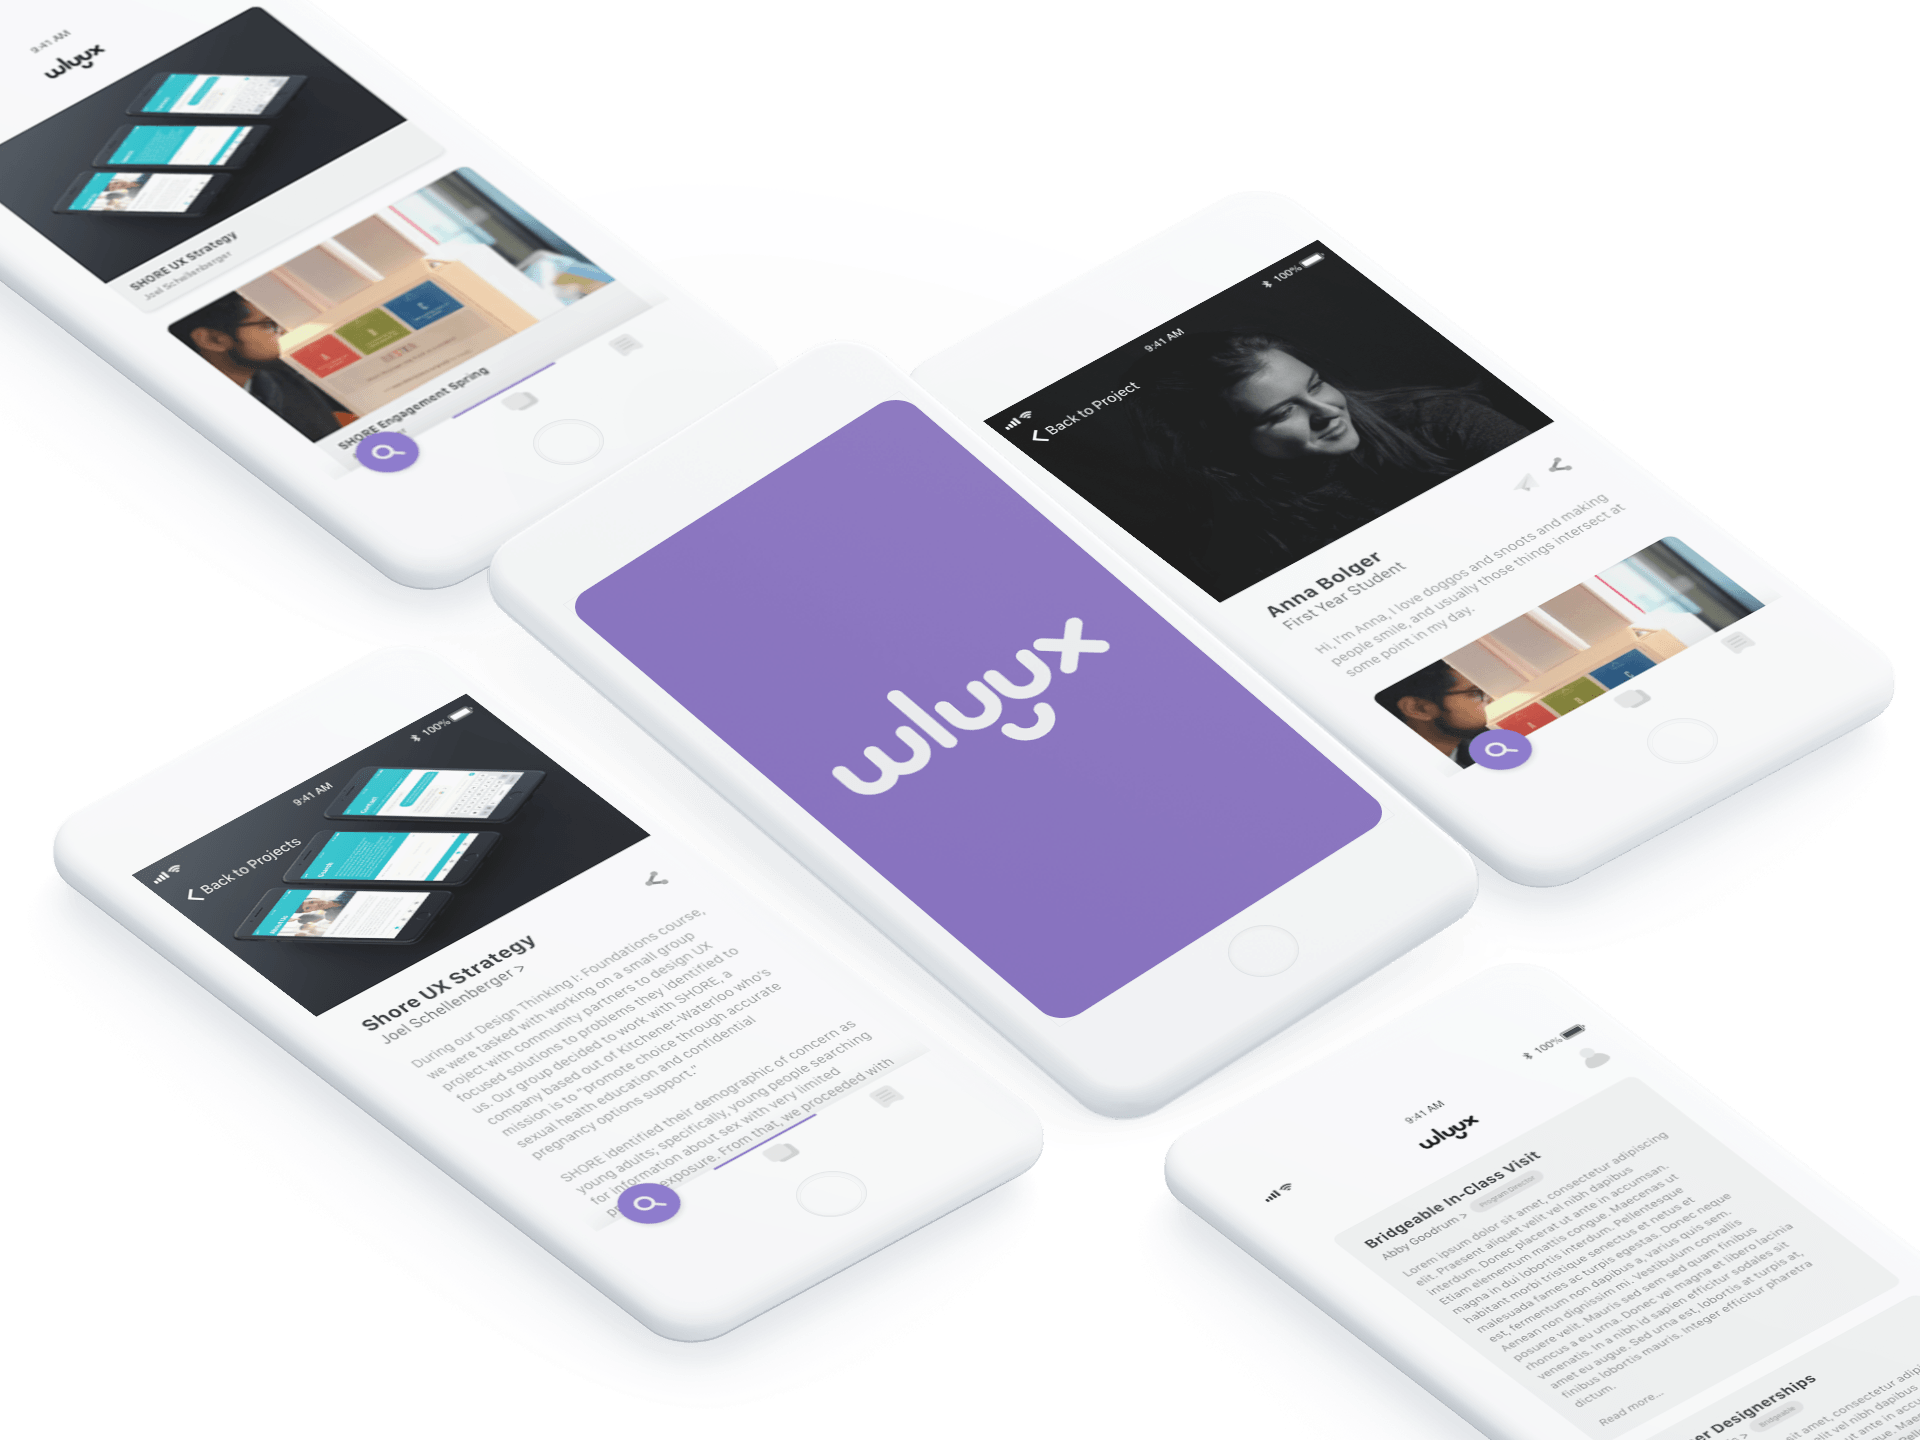 9:41 AM
wluyx
SHORE UX Strategy
Joel Schellenberger
SHORE Engagement Spring
wluyx
100%
9:41 AM
Back to Project
Anna Bolger
First Year Student
Hi, I'm Anna, I love doggos and snoots and making
people smile, and usually those things intersect at
some point in my day.
100%
9:41 AM
Back to Projects
Contact
Shore UX Strategy
Joel Schellenberger >
During our Design Thinking I: Foundations course,
we were tasked with working on a small group
project with community partners to design UX
focused solutions to problems they identified to
us. Our group decided to work with SHORE, a
company based out of Kitchener-Waterloo who's
mission is to "promote choice through accurate
sexual health education and confidential
pregnancy options support."
SHORE identified their demographic of concern as
young adults; specifically, young people searching
for information about sex with very limited
exposure. From that, we proceeded with
100%
9:41 AM
wluyx
Bridgeable In-Class Visit
Abby Goodrum > Program Director
Lorem ipsum dolor sit amet, consectetur adipiscing
elit. Praesent aliquet velit vel nibh dapibus
interdum. Donec placerat ut ante in accumsan.
Etiam elementum mattis congue. Maecenas ut
magna in dui lobortis interdum. Pellentesque
habitant morbi tristique senectus et netus et
malesuada fames ac turpis egestas. Donec neque
est, fermentum non dapibus a, varius quis sem.
Aenean non dignissim mi. Vestibulum convallis
posuere velit. Mauris sed sem sed quam finibus
rhoncus a eu urna. Donec vel magna et libero lacinia
venenatis. In a nibh id sapien efficitur sodales sit
amet eu augue. Sed urna est, lobortis at turpis at,
finibus lobortis mauris. Integer efficitur pharetra
dictum.
Read more...
er Designerships
> Bridgeable
sit amet, consectetur adipi
elit vel nibh dapibus
ut ante in accu